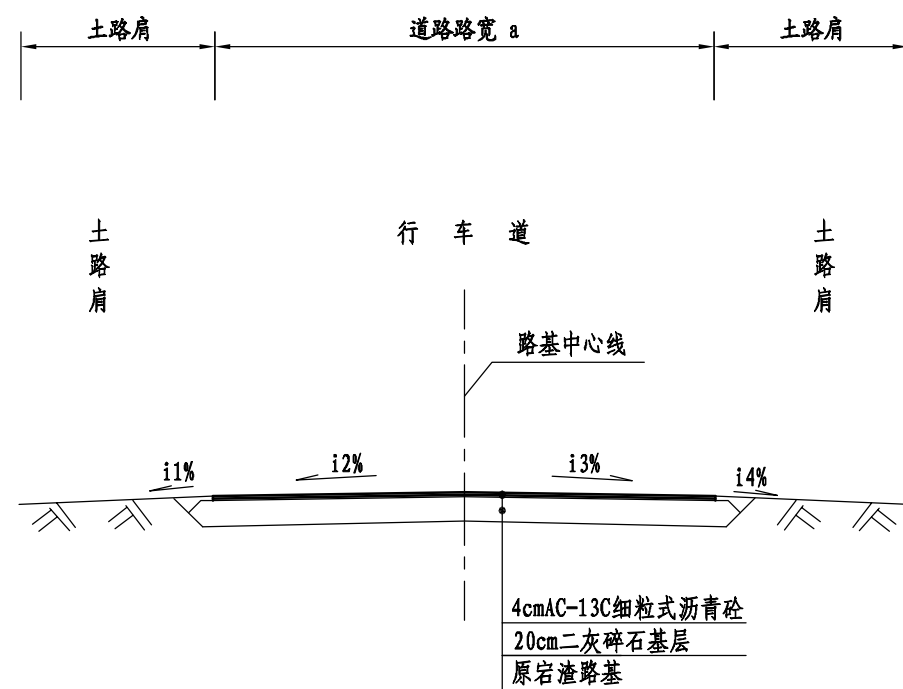 土路肩
道路路宽 a
土路肩
土路肩
行车道
土路肩
路基中心线
i1%
i2%
i3%
i4%
4cmAC-13C细粒式沥青砼
20cm二灰碎石基层
原岩渣路基